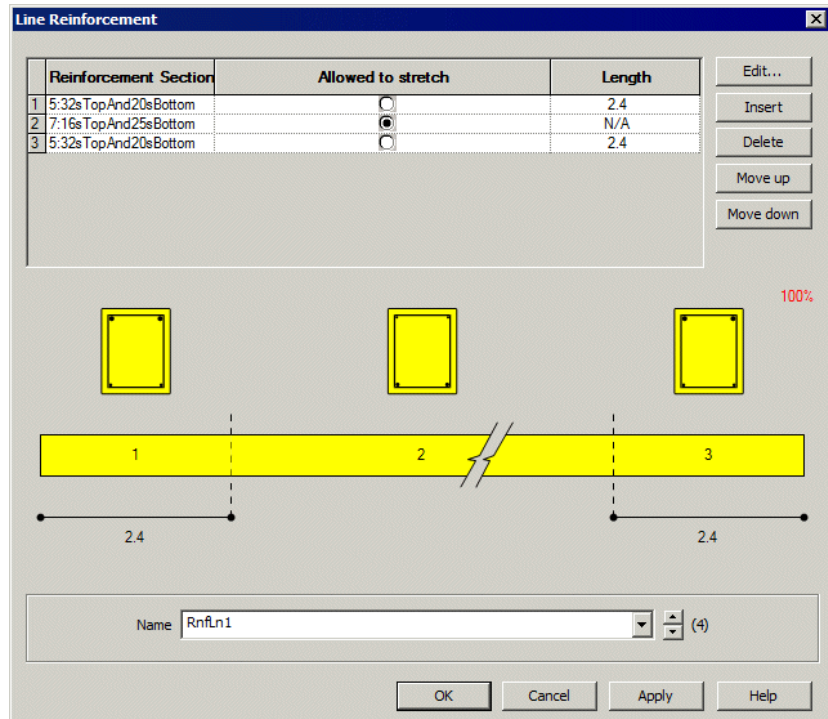 Line Reinforcement
Reinforcement Section Allowed to stretch Length
1 5:32sTopAnd20sBottom 2.4
2 7:16sTopAnd25sBottom N/A
3 5:32sTopAnd20sBottom 2.4
Edit...
Insert
Delete
Move up
Move down
100%
1 2 3
2.4 2.4
Name RnfLn1 (4)
OK Cancel Apply Help